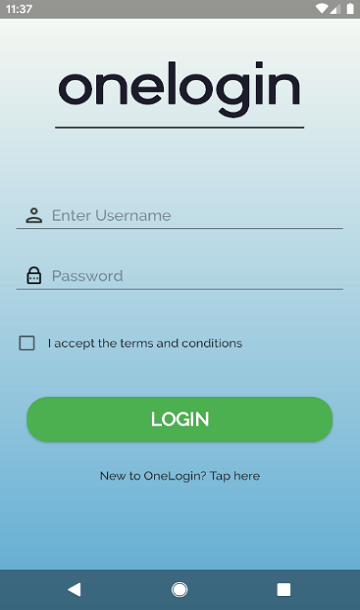 11:37
onelogin
Enter Username
Password
I accept the terms and conditions
LOGIN
New to OneLogin? Tap here